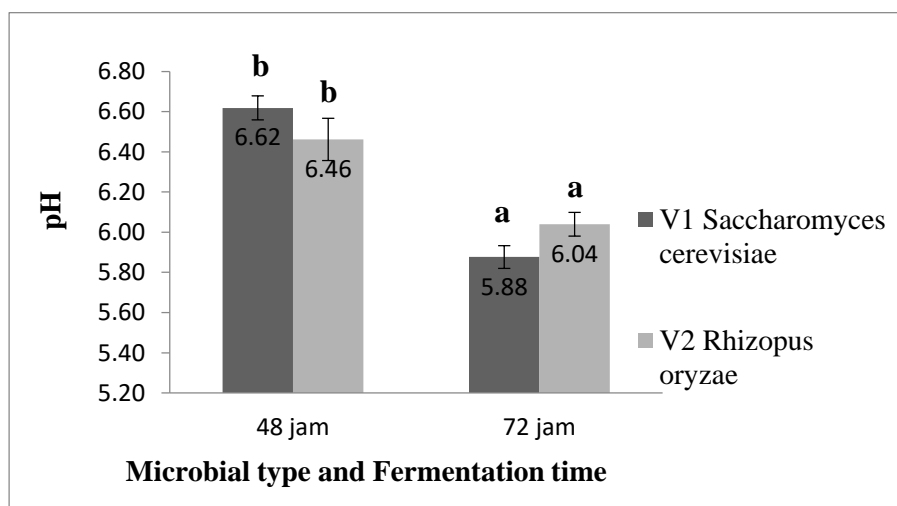 6.80
6.60
6.40
6.20
6.00
5.80
5.60
5.40
5.20
pH
b
b
6.62
6.46
a
a
5.88
6.04
48 jam
72 jam
Microbial type and Fermentation time
V1 Saccharomyces
cerevisiae
V2 Rhizopus
oryzae